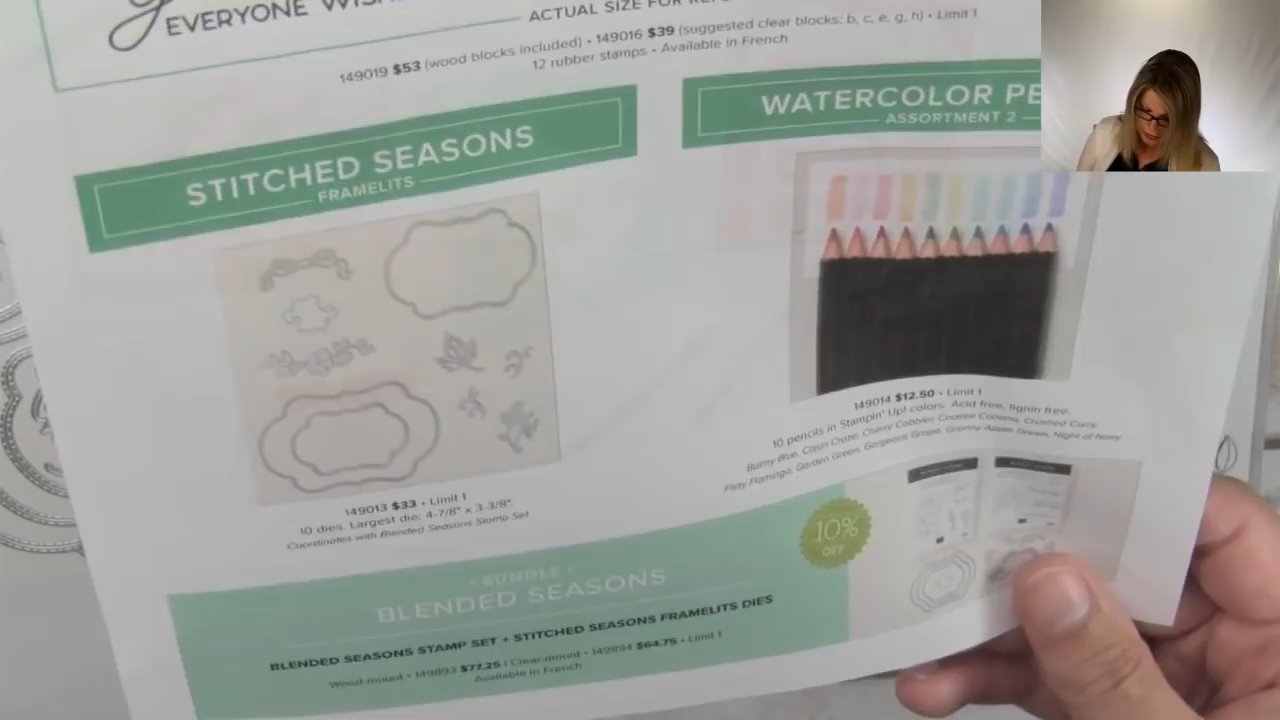 EVERYONE
ACTUAL SIZE FOR
149019 $53 (wood blocks included) • 149016 $39 (suggested clear blocks: b, c, e, g, h) • Limit 1
12 rubber stamps • Available in French
STITCHED SEASONS
FRAMELITS
149013 $33 • Limit 1
10 dies. Largest die: 4-7/8" x 3-3/8".
Coordinates with Blended Seasons Stamp Set
WATERCOLOR
ASSORTMENT 2
149014 $12.50 • Limit 1
10 pencils in Stampin' Up! colors. Acid free, lignin free.
Balmy Blue, Cajun Craze, Cherry Cobbler, Coastal Cabana, Crushed Curry,
Flirty Flamingo, Garden Green, Gorgeous Grape, Granny Apple Green, Night of Navy
10%
OFF
• BUNDLE •
BLENDED SEASONS
BLENDED SEASONS STAMP SET + STITCHED SEASONS FRAMELITS DIES
Wood-mount • 149893 $77.25 | Clear-mount • 149894 $64.75 • Limit 1
Available in French